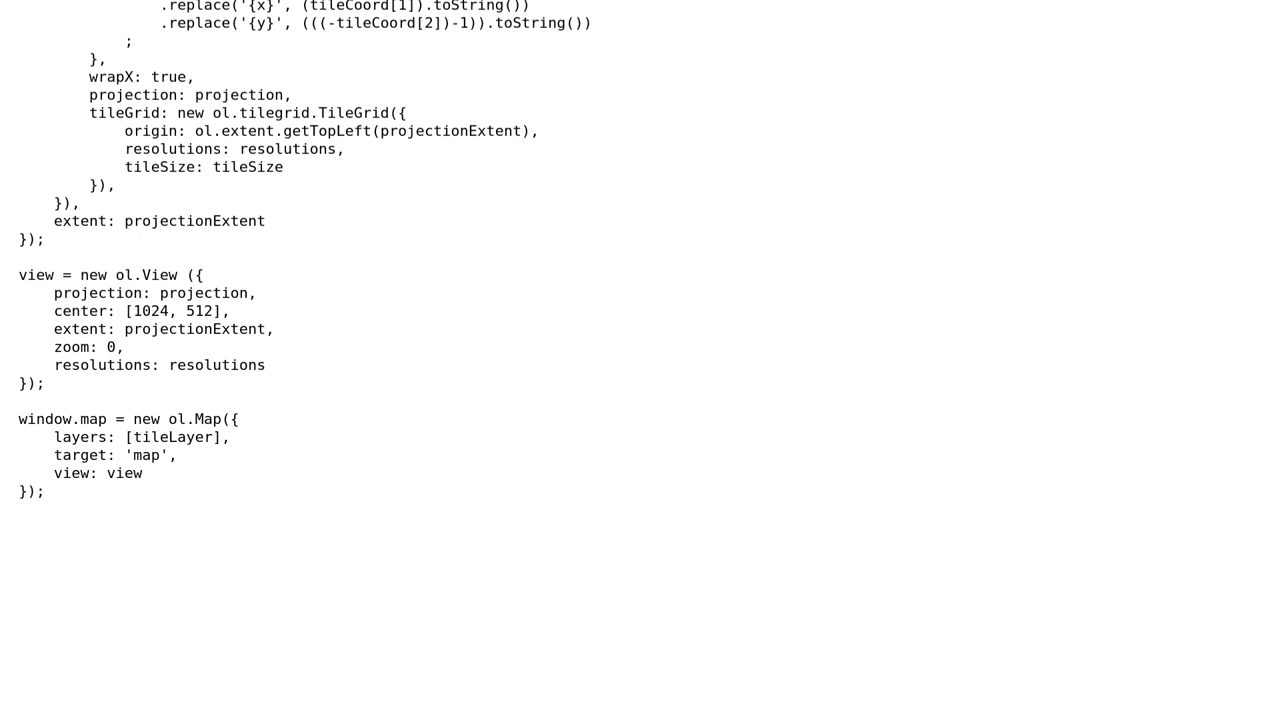 .replace('{x}', (tileCoord[1]).toString())
.replace('{y}', (((-tileCoord[2])-1)).toString())
;
},
wrapX: true,
projection: projection,
tileGrid: new ol.tilegrid.TileGrid({
origin: ol.extent.getTopLeft(projectionExtent),
resolutions: resolutions,
tileSize: tileSize
}),
}),
extent: projectionExtent
});
view = new ol.View ({
projection: projection,
center: [1024, 512],
extent: projectionExtent,
zoom: 0,
resolutions: resolutions
});
window.map = new ol.Map({
layers: [tileLayer],
target: 'map',
view: view
});